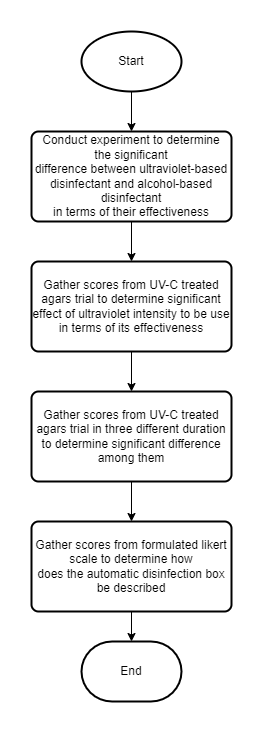 Start
Conduct experiment to determine
the significant
difference between ultraviolet-based
disinfectant and alcohol-based
disinfectant
in terms of their effectiveness
Gather scores from UV-C treated
agars trial to determine significant
effect of ultraviolet intensity to be use
in terms of its effectiveness
Gather scores from UV-C treated
agars trial in three different duration
to determine significant difference
among them
Gather scores from formulated likert
scale to determine how
does the automatic disinfection box
be described
End